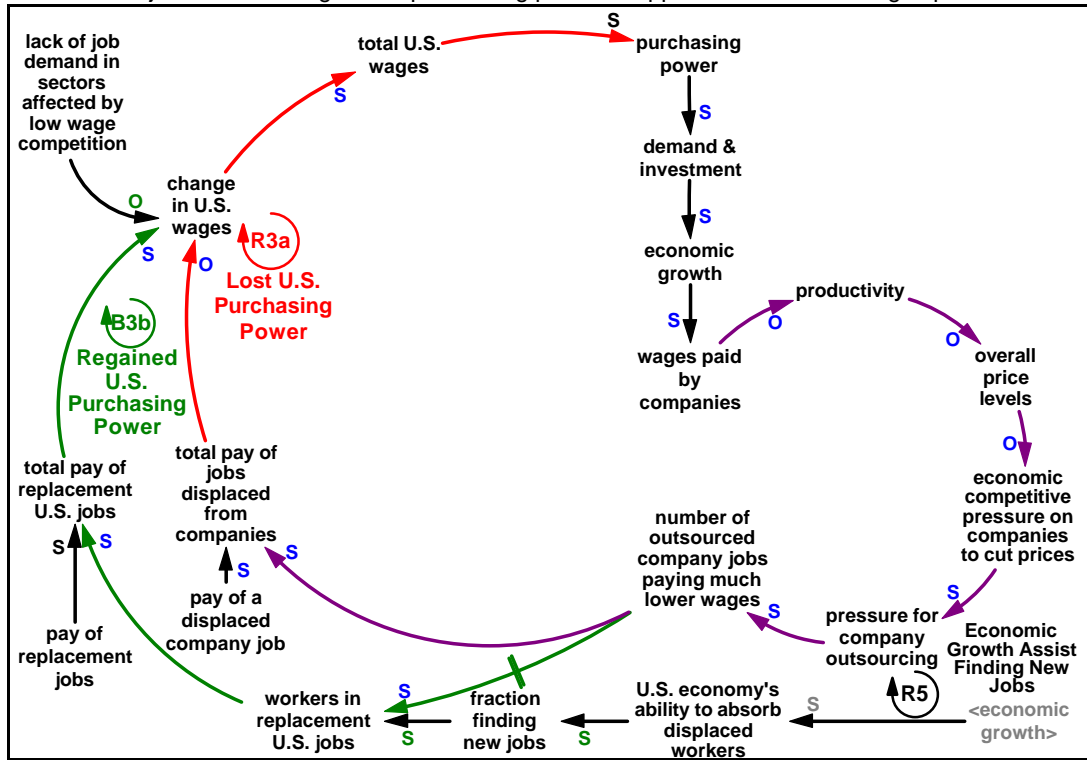 lack of job
demand in
sectors
affected by
low wage
competition
total U.S.
wages
S
purchasing
power
S
S
demand &
investment
change
in U.S.
wages
O
S
O
R3a
Lost U.S.
Purchasing
Power
S
economic
growth
S
wages paid
by
companies
O
productivity
O
overall
price
levels
B3b
Regained
U.S.
Purchasing
Power
O
total pay of
replacement
U.S. jobs
S
S
pay of
replacement
jobs
total pay of
jobs
displaced
from
companies
S
S
pay of a
displaced
company job
number of
outsourced
company jobs
paying much
lower wages
S
economic
competitive
pressure on
companies
to cut prices
S
pressure for
company
outsourcing
R5
Economic
Growth Assist
Finding New
Jobs
<economic
growth>
S
U.S. economy's
ability to absorb
displaced
workers
S
fraction
finding
new jobs
S
S
workers in
replacement
U.S. jobs